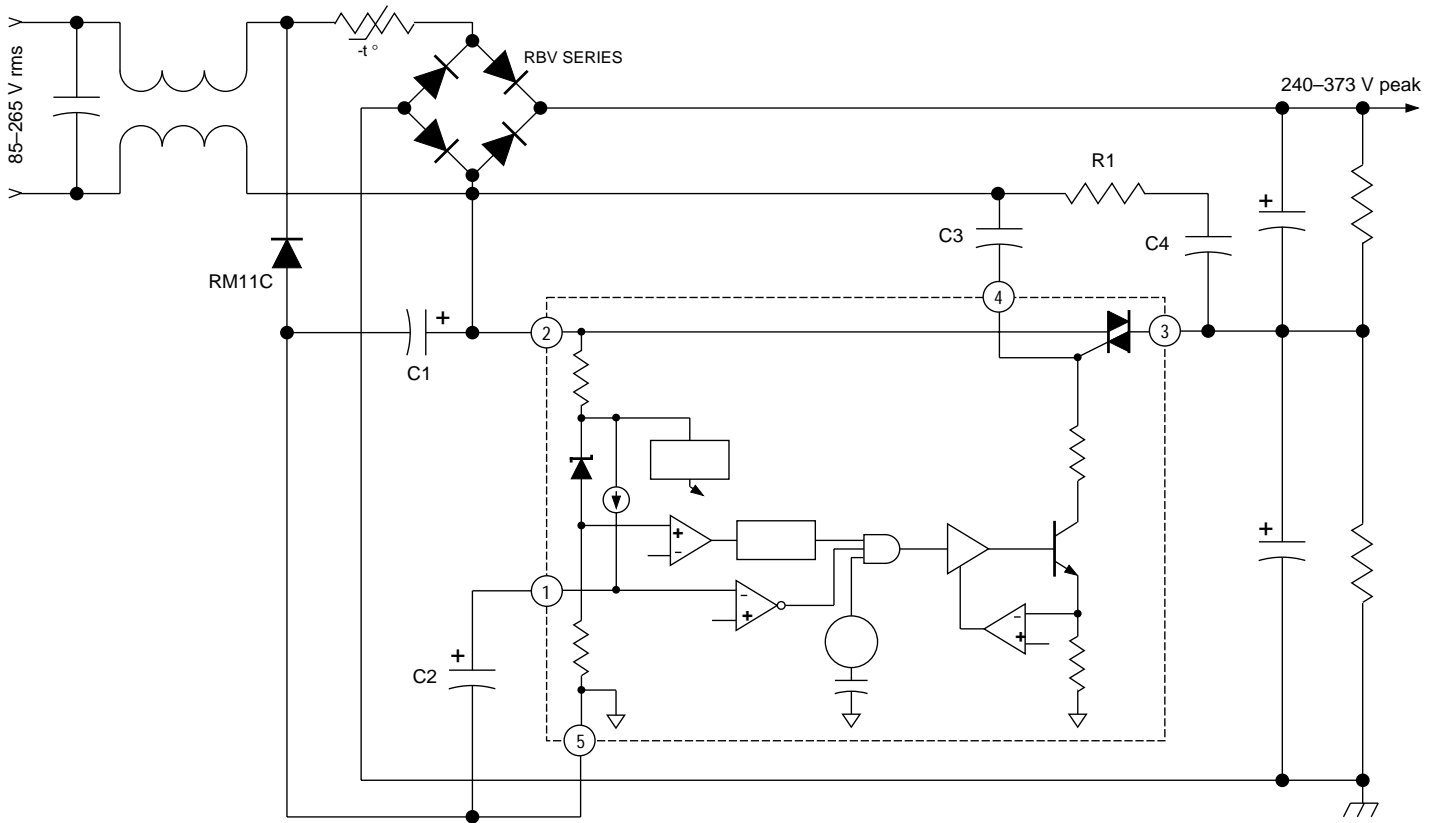 -t °
RBV SERIES
85–265 V rms
240–373 V peak
R1
+
C3
C4
4
RM11C
+
2
3
C1
+
–
+
1
–
+
–
+
+
C2
5